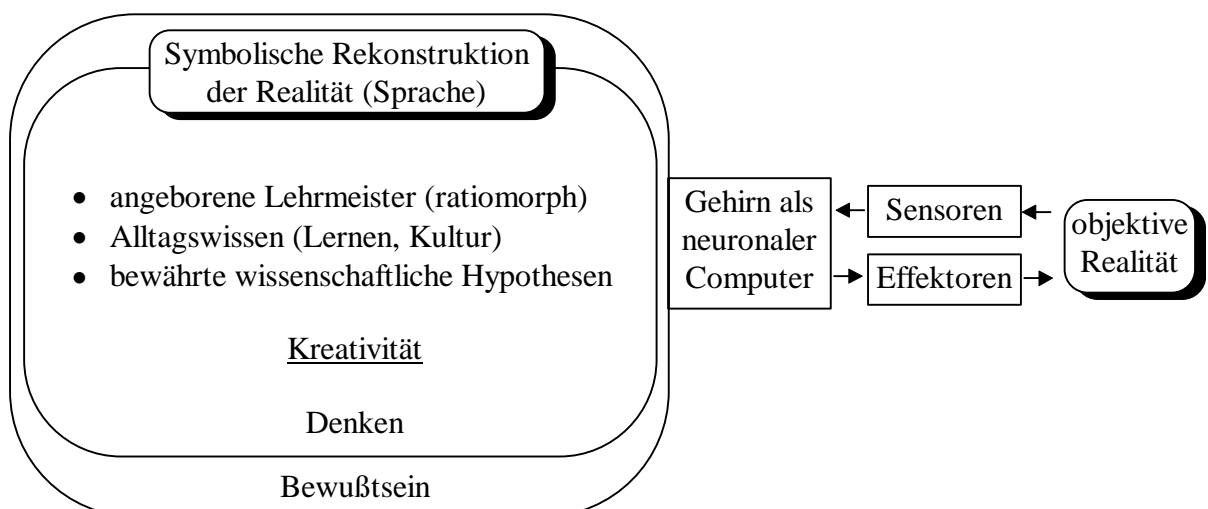 Symbolische Rekonstruktion
der Realität (Sprache)
• angeborene Lehrmeister (ratiomorph)
• Alltagswissen (Lernen, Kultur)
• bewährte wissenschaftliche Hypothesen
Kreativität
Denken
Bewußtsein
Gehirn als
neuronaler
Computer
Sensoren
Effektoren
objektive
Realität